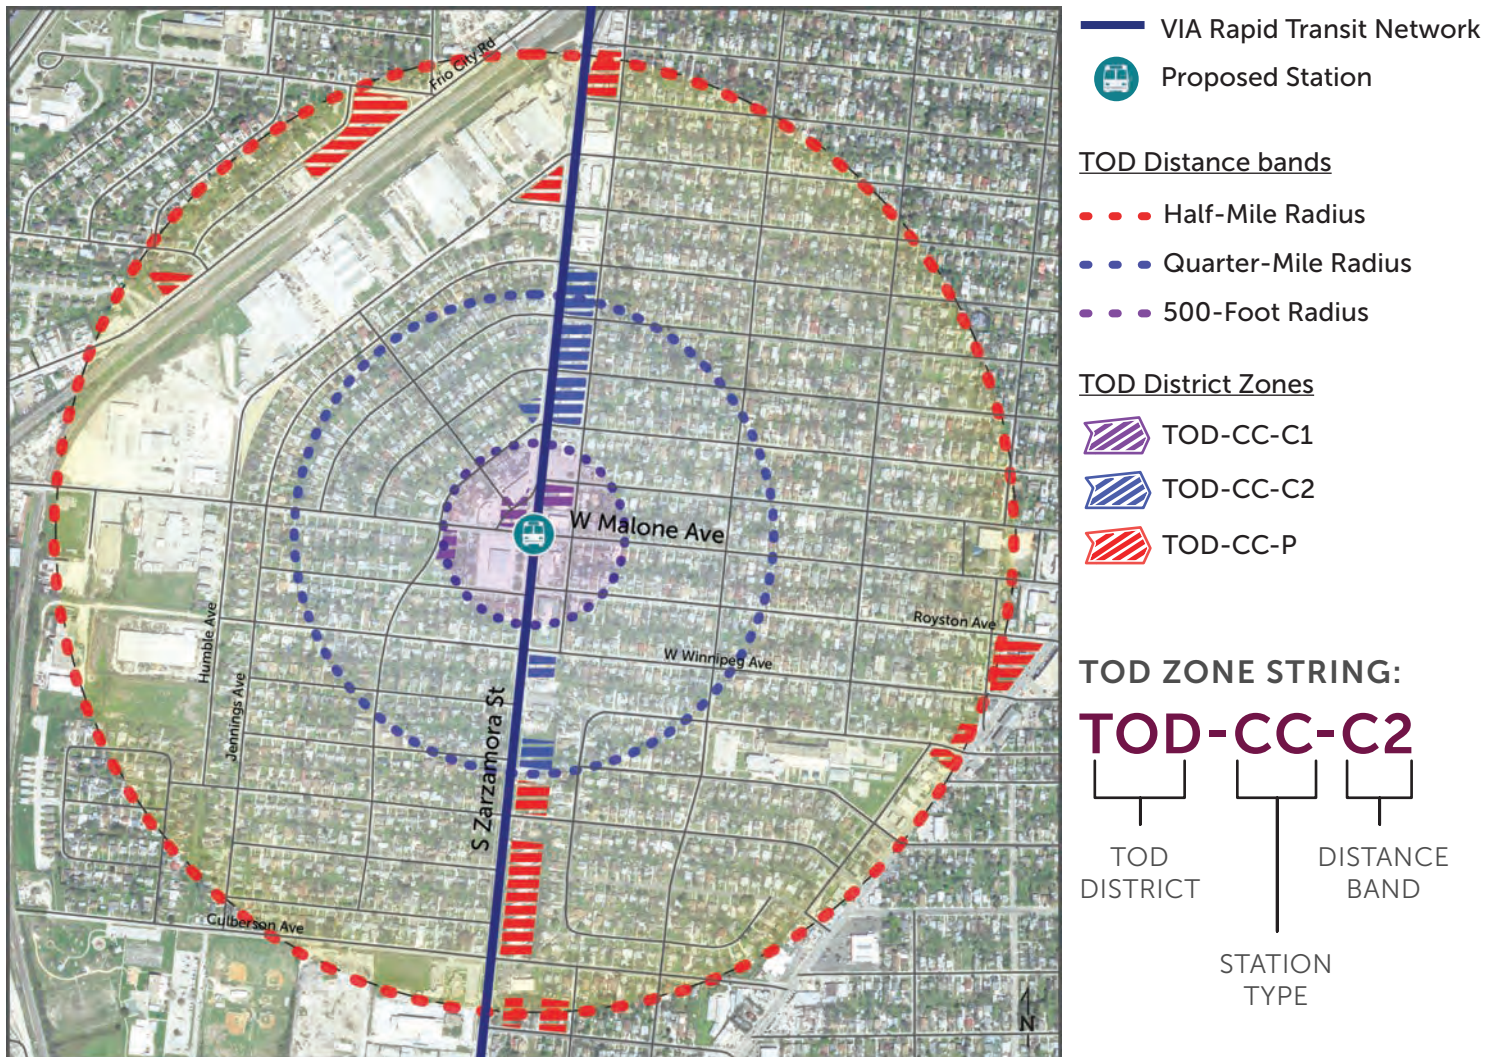 Frio City Rd
W Malone Ave
Royston Ave
W Winnipeg Ave
Humble Ave
Jennings Ave
S Zarzamora St
Culberson Ave
N
VIA Rapid Transit Network
Proposed Station
TOD Distance bands
Half-Mile Radius
Quarter-Mile Radius
500-Foot Radius
TOD District Zones
TOD-CC-C1
TOD-CC-C2
TOD-CC-P
TOD ZONE STRING:
TOD-CC-C2
TOD
DISTRICT
DISTANCE
BAND
STATION
TYPE